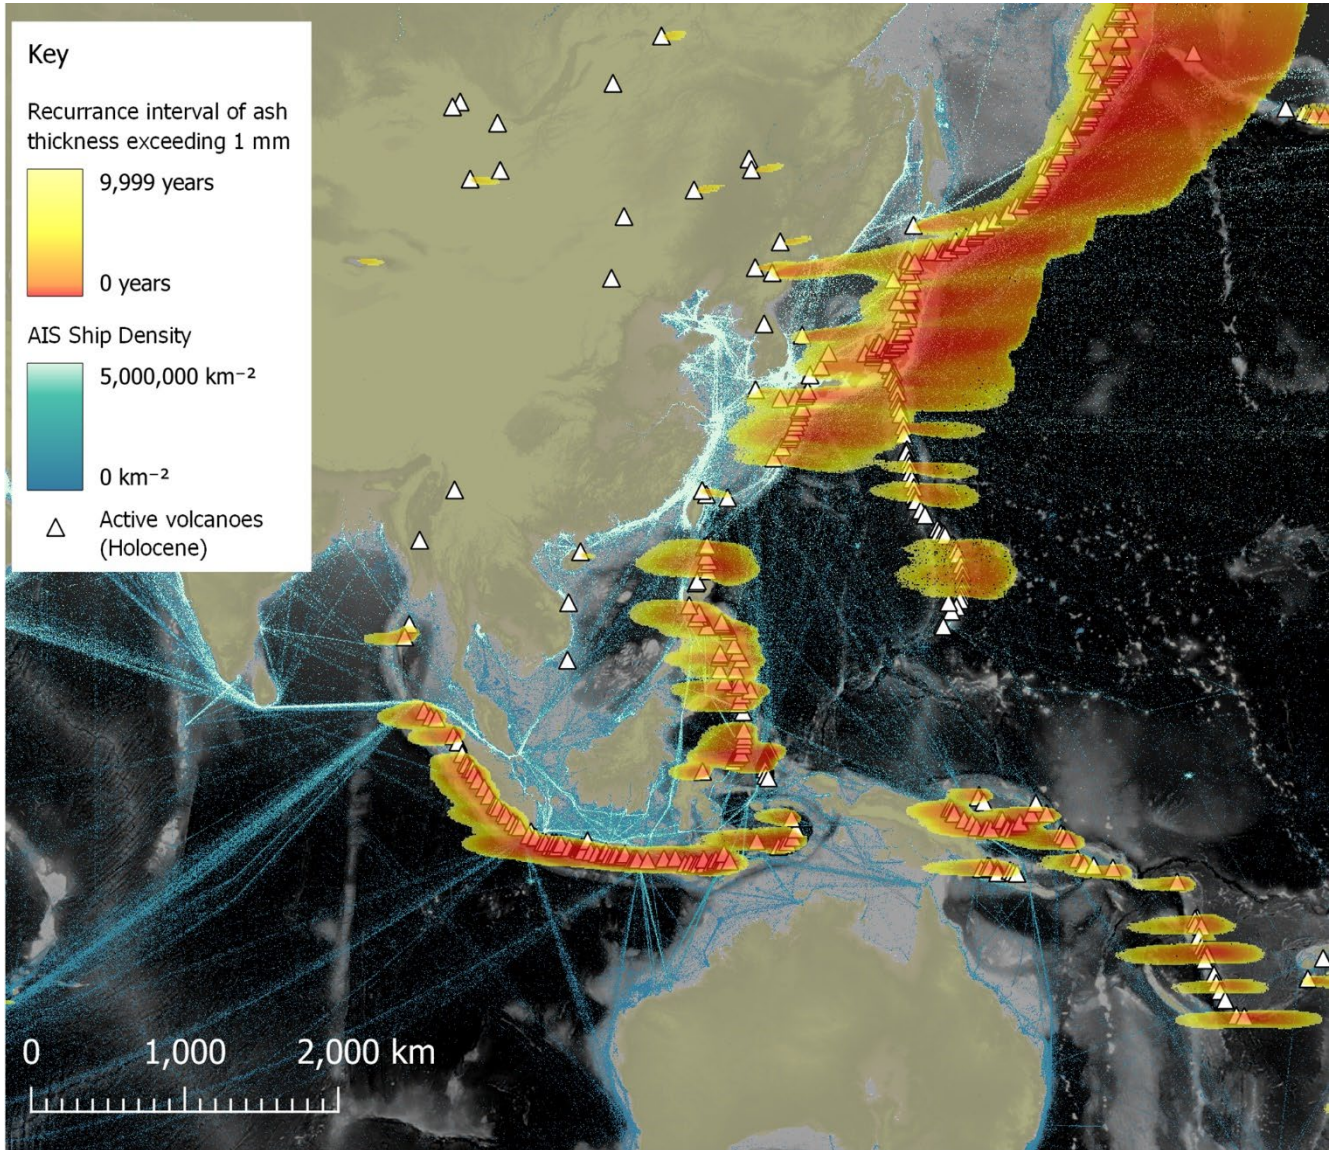 Key
Recurrance interval of ash
thickness exceeding 1 mm
9,999 years
0 years
AIS Ship Density
5,000,000 km⁻²
0 km⁻²
Active volcanoes
(Holocene)
0 1,000 2,000 km